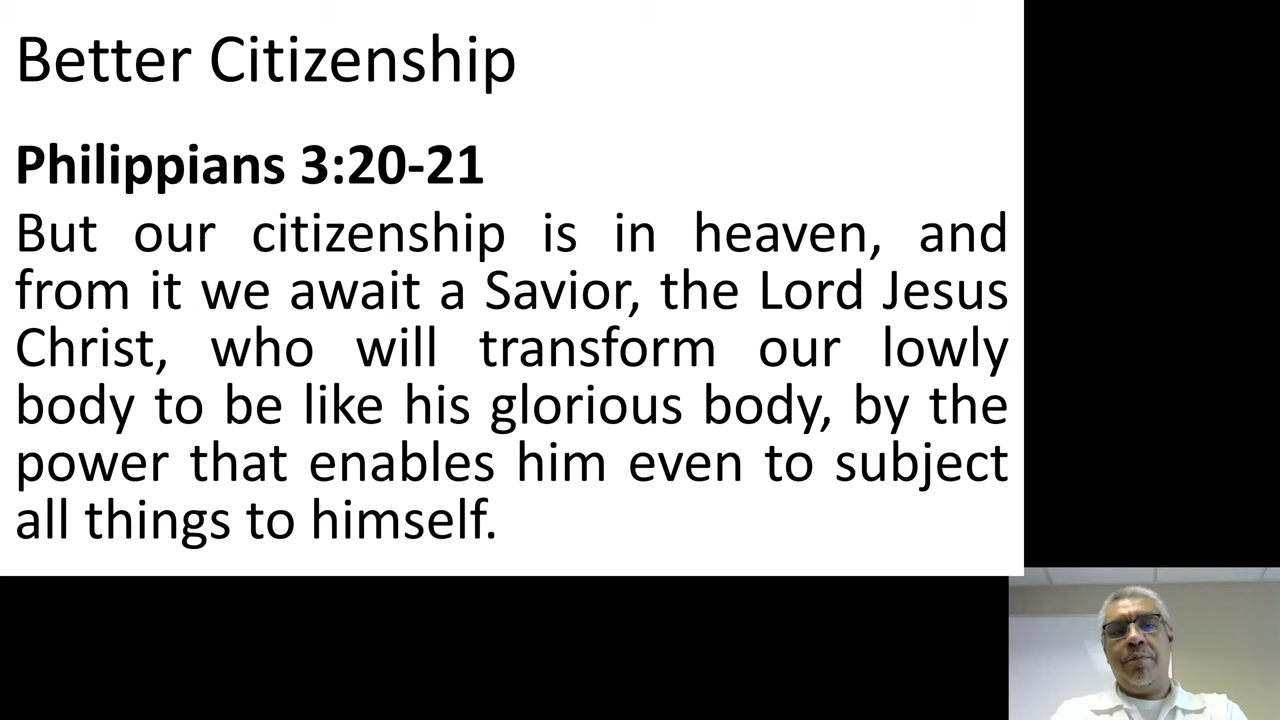 Better Citizenship
Philippians 3:20-21
But our citizenship is in heaven, and
from it we await a Savior, the Lord Jesus
Christ, who will transform our lowly
body to be like his glorious body, by the
power that enables him even to subject
all things to himself.